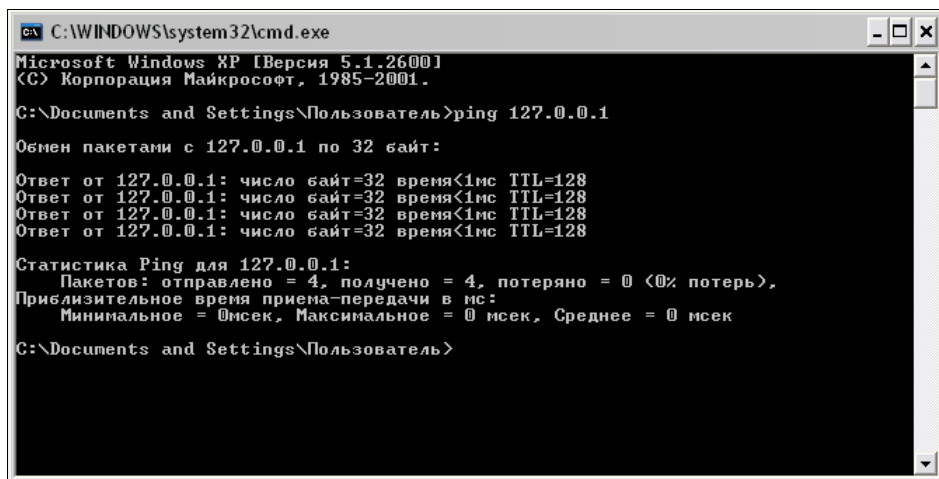 C:\WINDOWS\system32\cmd.exe
Microsoft Windows XP [Версия 5.1.2600]
(C) Корпорация Майкрософт, 1985-2001.
C:\Documents and Settings\Пользователь>ping 127.0.0.1
Обмен пакетами с 127.0.0.1 по 32 байт:
Ответ от 127.0.0.1: число байт=32 время<1мс TTL=128
Ответ от 127.0.0.1: число байт=32 время<1мс TTL=128
Ответ от 127.0.0.1: число байт=32 время<1мс TTL=128
Ответ от 127.0.0.1: число байт=32 время<1мс TTL=128
Статистика Ping для 127.0.0.1:
Пакетов: отправлено = 4, получено = 4, потеряно = 0 (0% потерь),
Приблизительное время приема-передачи в мс:
Минимальное = 0мсек, Максимальное = 0 мсек, Среднее = 0 мсек
C:\Documents and Settings\Пользователь>